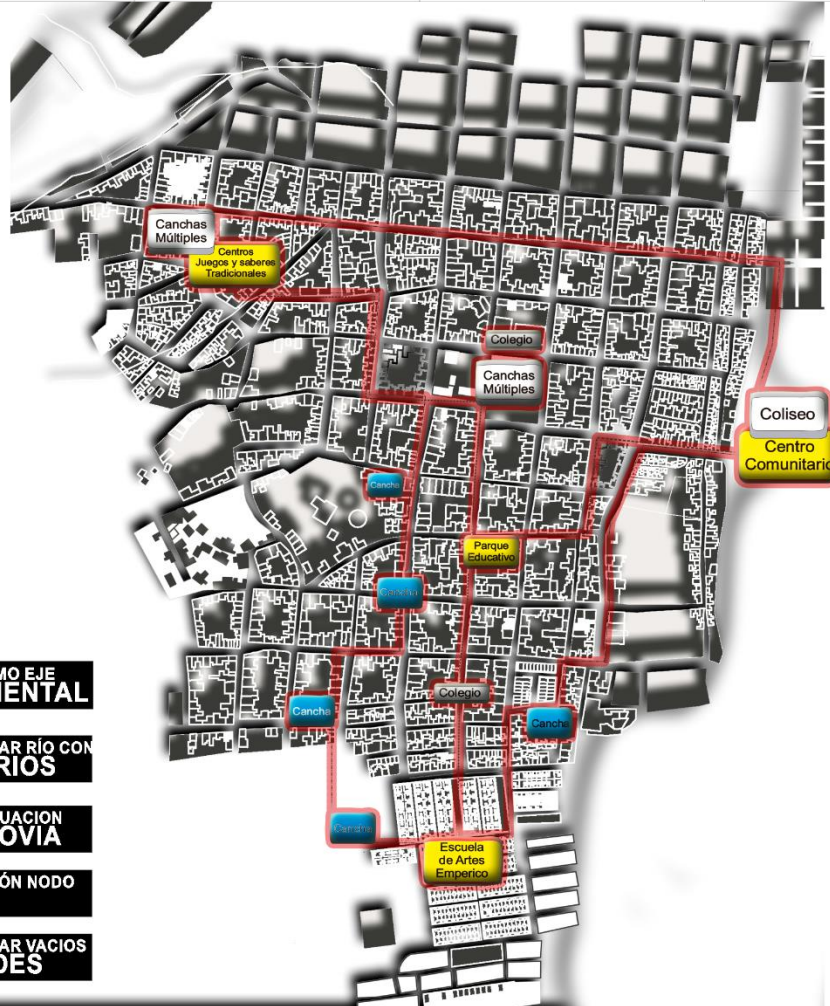 Canchas
Múltiples
Centros
Juegos y saberes
Tradicionales
Colegio
Canchas
Múltiples
Coliseo
Centro
Comunitario
Cancha
Parque
Educativo
Cancha
Colegio
Cancha
Cancha
Cancha
Escuela
de Artes
Emperico
MO EJE
IENTAL
AR RÍO CON
RIOS
UACION
OVIA
ÓN NODO
AR VACIOS
DES